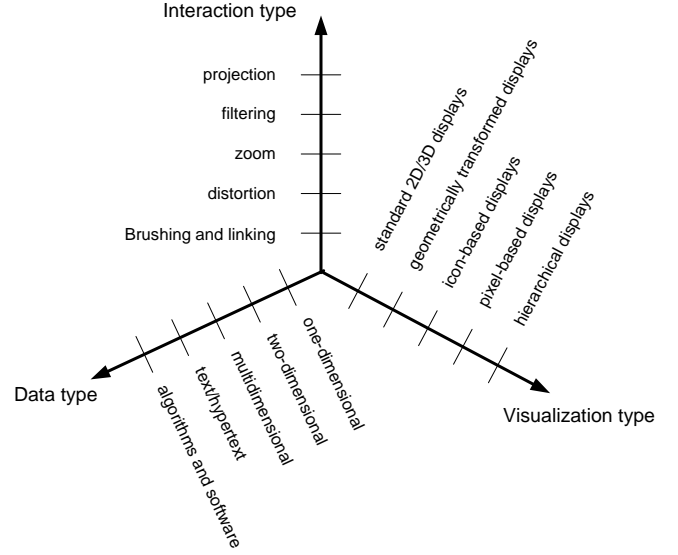 Interaction type
projection
filtering
zoom
distortion
Brushing and linking
standard 2D/3D displays
geometrically transformed displays
icon-based displays
pixel-based displays
hierarchical displays
Visualization type
one-dimensional
two-dimensional
multidimensional
text/hypertext
algorithms and software
Data type